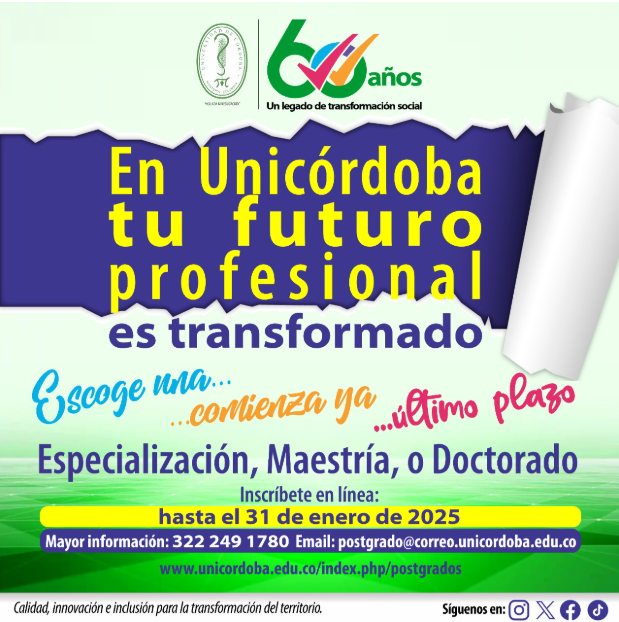 UNIVERSIDAD DE CÓRDOBA
60 años
Un legado de transformación social
En Unicórdoba
tu futuro
profesional
es transformado
Escoge una...
...comienza ya
...último plazo
Especialización, Maestría, o Doctorado
Inscríbete en línea:
hasta el 31 de enero de 2025
Mayor información: 322 249 1780 Email: postgrado@correo.unicordoba.edu.co
www.unicordoba.edu.co/index.php/postgrados
Calidad, innovación e inclusión para la transformación del territorio.
Síguenos en: